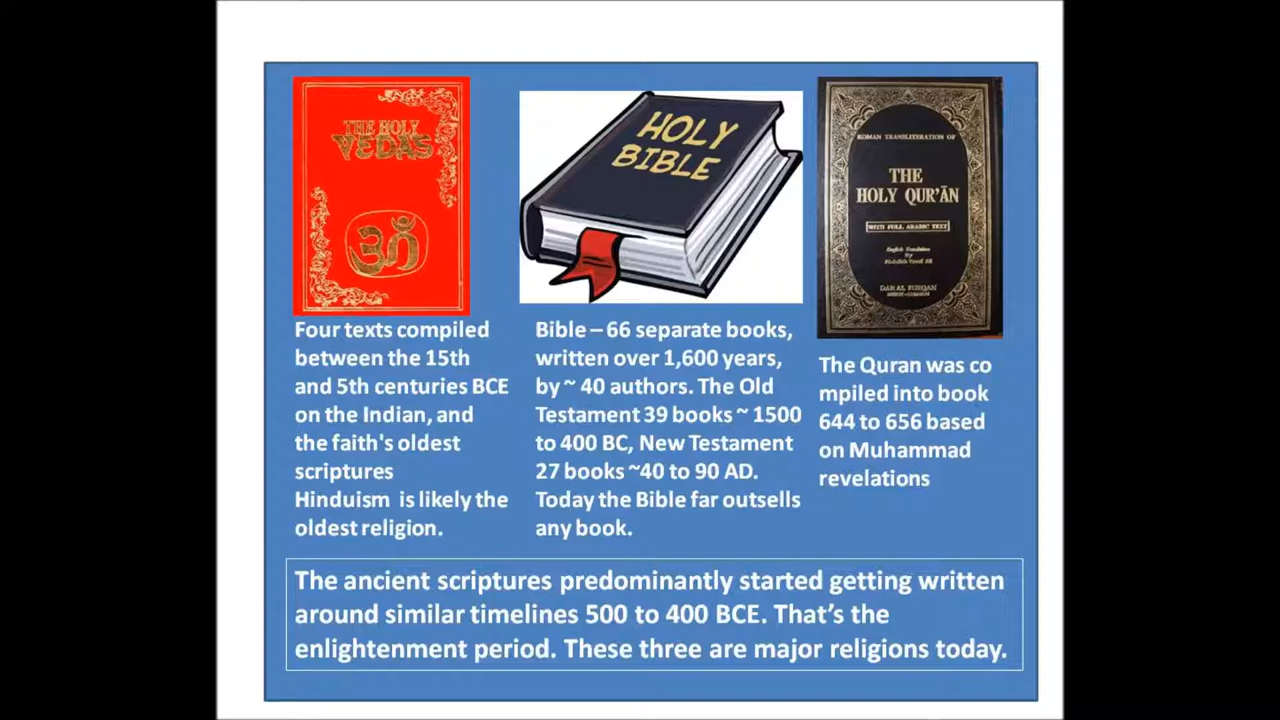 THE HOLY
VEDAS
ॐ
HOLY
BIBLE
ROMAN TRANSLITERATION OF
THE
HOLY QUR'ĀN
WITH FULL ARABIC TEXT
English Translation
By
Abdullah Yusuf Ali
DAR AL FURQAN
Four texts compiled
between the 15th
and 5th centuries BCE
on the Indian, and
the faith's oldest
scriptures
Hinduism is likely the
oldest religion.
Bible – 66 separate books,
written over 1,600 years,
by ~ 40 authors. The Old
Testament 39 books ~ 1500
to 400 BC, New Testament
27 books ~40 to 90 AD.
Today the Bible far outsells
any book.
The Quran was co
mpiled into book
644 to 656 based
on Muhammad
revelations
The ancient scriptures predominantly started getting written
around similar timelines 500 to 400 BCE. That's the
enlightenment period. These three are major religions today.